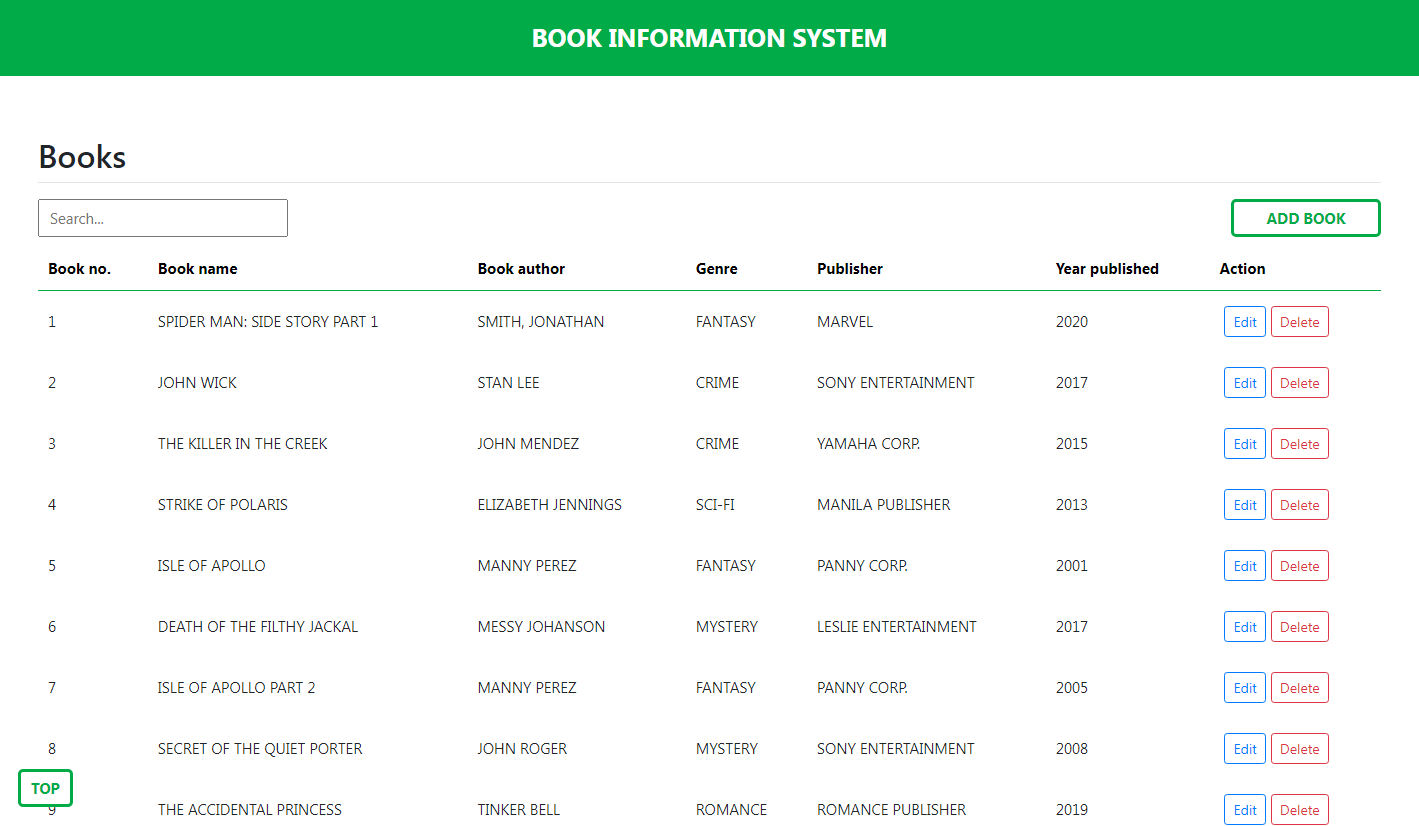 BOOK INFORMATION SYSTEM
Books
Search... ADD BOOK
Book no. Book name Book author Genre Publisher Year published Action
1 SPIDER MAN: SIDE STORY PART 1 SMITH, JONATHAN FANTASY MARVEL 2020 Edit Delete
2 JOHN WICK STAN LEE CRIME SONY ENTERTAINMENT 2017 Edit Delete
3 THE KILLER IN THE CREEK JOHN MENDEZ CRIME YAMAHA CORP. 2015 Edit Delete
4 STRIKE OF POLARIS ELIZABETH JENNINGS SCI-FI MANILA PUBLISHER 2013 Edit Delete
5 ISLE OF APOLLO MANNY PEREZ FANTASY PANNY CORP. 2001 Edit Delete
6 DEATH OF THE FILTHY JACKAL MESSY JOHANSON MYSTERY LESLIE ENTERTAINMENT 2017 Edit Delete
7 ISLE OF APOLLO PART 2 MANNY PEREZ FANTASY PANNY CORP. 2005 Edit Delete
8 SECRET OF THE QUIET PORTER JOHN ROGER MYSTERY SONY ENTERTAINMENT 2008 Edit Delete
TOP
9 THE ACCIDENTAL PRINCESS TINKER BELL ROMANCE ROMANCE PUBLISHER 2019 Edit Delete